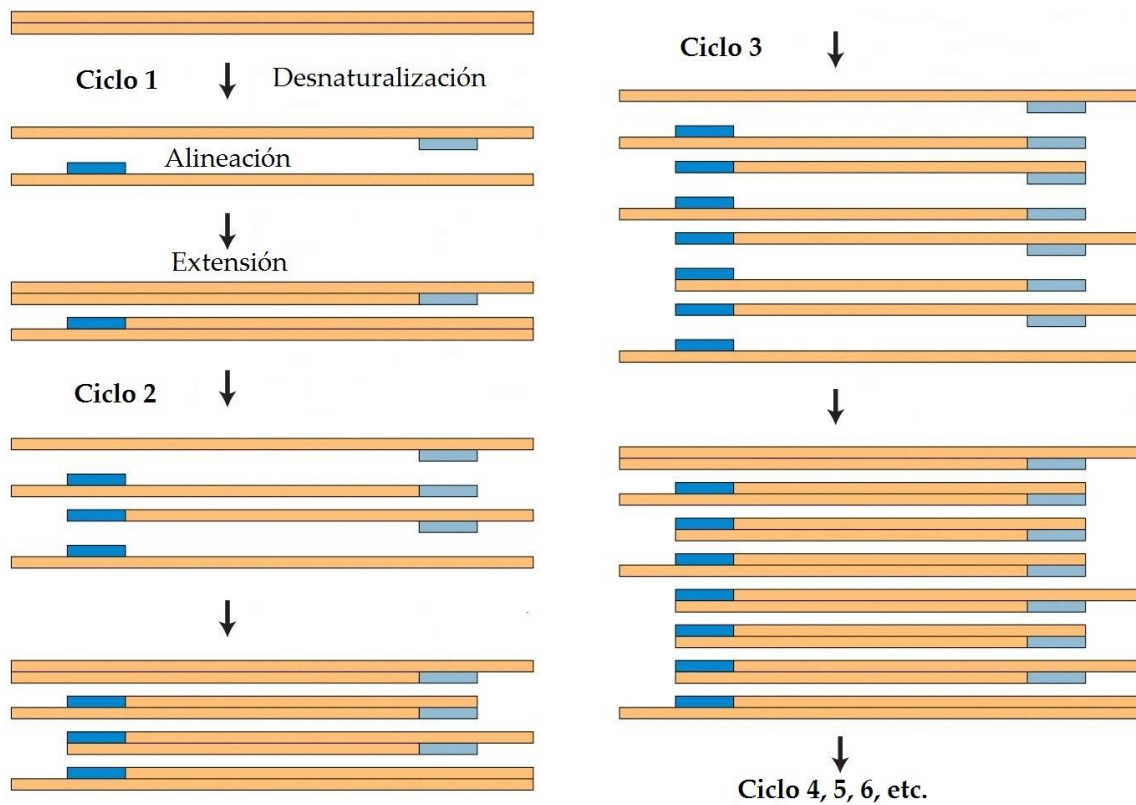 Ciclo 1
Desnaturalización
Alineación
Extensión
Ciclo 2
Ciclo 3
Ciclo 4, 5, 6, etc.